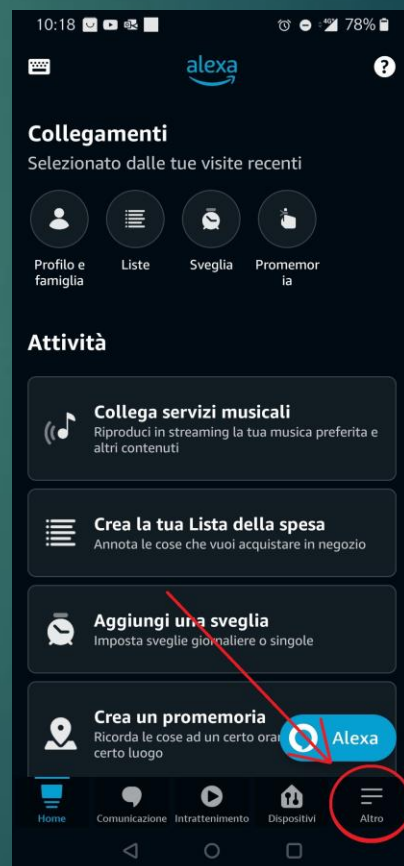 10:18
78%
alexa
Collegamenti
Selezionato dalle tue visite recenti
Profilo e
famiglia
Liste
Sveglia
Promemor
ia
Attività
Collega servizi musicali
Riproduci in streaming la tua musica preferita e
altri contenuti
Crea la tua Lista della spesa
Annota le cose che vuoi acquistare in negozio
Aggiungi una sveglia
Imposta sveglie giornaliere o singole
Crea un promemoria
Ricorda le cose ad un certo
certo luogo
Alexa
Home
Comunicazione
Intrattenimento
Dispositivi
Altro